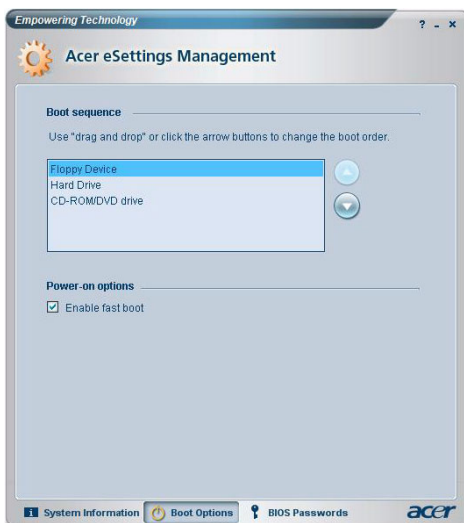 Empowering Technology
? - x
Acer eSettings Management
Boot sequence
Use "drag and drop" or click the arrow buttons to change the boot order.
Floppy Device
Hard Drive
CD-ROM/DVD drive
Power-on options
Enable fast boot
System Information Boot Options BIOS Passwords acer